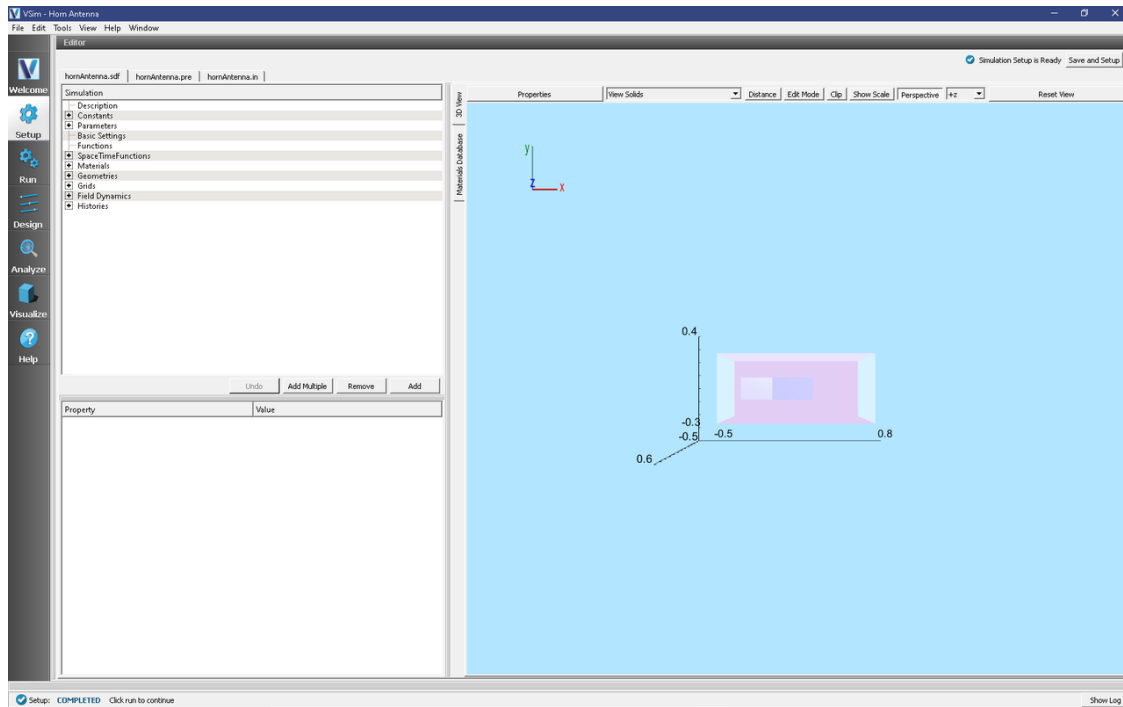 VSim - Horn Antenna
File Edit Tools View Help Window
Editor
Simulation Setup is Ready Save and Setup
hornAntenna.sdf hornAntenna.pre hornAntenna.in
Welcome
Setup
Run
Design
Analyze
Visualize
Help
Simulation
Description
Constants
Parameters
Basic Settings
Functions
SpaceTimeFunctions
Materials
Geometries
Grids
Field Dynamics
Histories
Undo Add Multiple Remove Add
Property Value
3D View
Materials Database
Properties View Solids Distance Edit Mode Clip Show Scale Perspective +z Reset View
y
z x
0.4
-0.3
-0.5 -0.5 0.8
0.6
Setup: COMPLETED Click run to continue Show Log